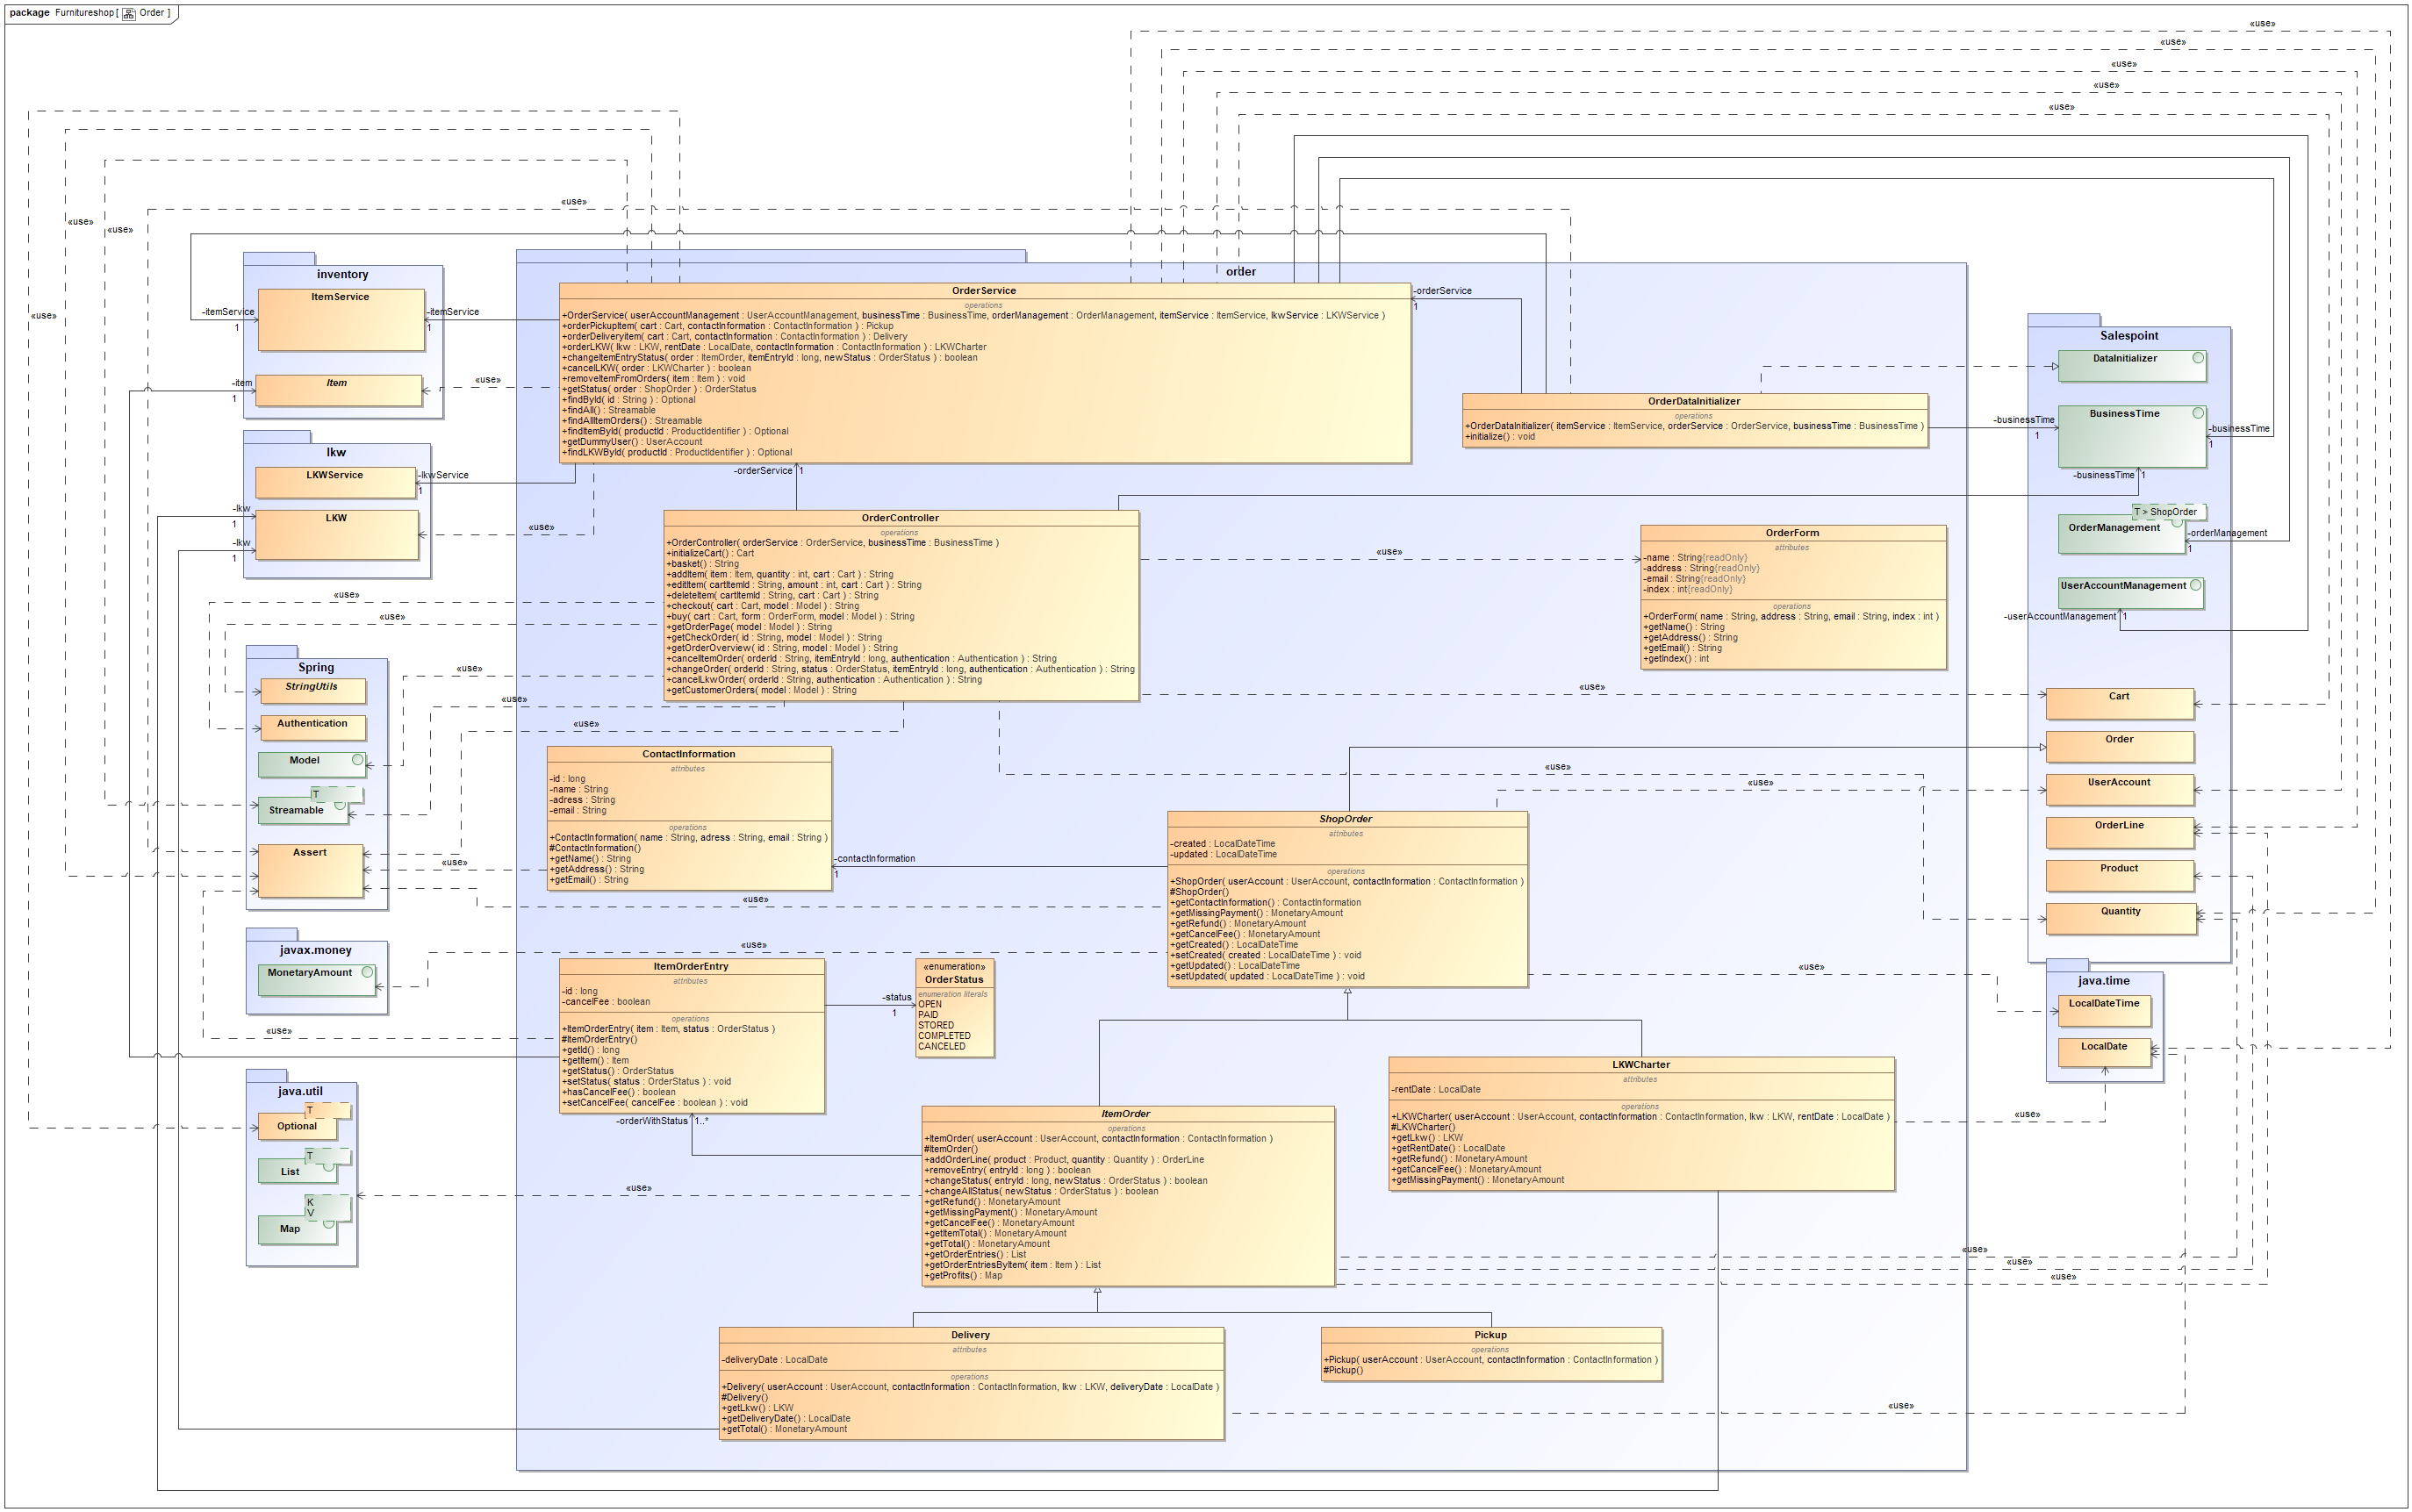 package Furnitureshop [ Order ]
«use»
«use»
«use»
«use»
«use»
«use»
«use»
«use»
«use»
inventory
ItemService
-itemService
1
-itemService
1
Item
-item
1
«use»
lkw
LKWService
-lkwService
1
LKW
-lkw
1
-lkw
1
«use»
order
OrderService
operations
+OrderService( userAccountManagement : UserAccountManagement, businessTime : BusinessTime, orderManagement : OrderManagement, itemService : ItemService, lkwService : LKWService )
+orderPickupItem( cart : Cart, contactInformation : ContactInformation ) : Pickup
+orderDeliveryItem( cart : Cart, contactInformation : ContactInformation ) : Delivery
+orderLKW( lkw : LKW, rentDate : LocalDate, contactInformation : ContactInformation ) : LKWCharter
+changeItemEntryStatus( order : ItemOrder, itemEntryId : long, newStatus : OrderStatus ) : boolean
+cancelLKW( order : LKWCharter ) : boolean
+removeItemFromOrders( item : Item ) : void
+getStatus( order : ShopOrder ) : OrderStatus
+findById( id : String ) : Optional
+findAll() : Streamable
+findAllItemOrders() : Streamable
+findItemById( productId : ProductIdentifier ) : Optional
+getDummyUser() : UserAccount
+findLKWById( productId : ProductIdentifier ) : Optional
-orderService
1
-orderService
1
OrderDataInitializer
operations
+OrderDataInitializer( itemService : ItemService, orderService : OrderService, businessTime : BusinessTime )
+initialize() : void
Salespoint
DataInitializer
BusinessTime
-businessTime
1
-businessTime
1
-businessTime
1
T > ShopOrder
OrderManagement
-orderManagement
1
UserAccountManagement
-userAccountManagement
1
Cart
Order
UserAccount
OrderLine
Product
Quantity
OrderController
operations
+OrderController( orderService : OrderService, businessTime : BusinessTime )
+initializeCart() : Cart
+basket() : String
+addItem( item : Item, quantity : int, cart : Cart ) : String
+editItem( cartItemId : String, amount : int, cart : Cart ) : String
+deleteItem( cartItemId : String, cart : Cart ) : String
+checkout( cart : Cart, model : Model ) : String
+buy( cart : Cart, form : OrderForm, model : Model ) : String
+getOrderPage( model : Model ) : String
+getCheckOrder( id : String, model : Model ) : String
+getOrderOverview( id : String, model : Model ) : String
+cancelItemOrder( orderId : String, itemEntryId : long, authentication : Authentication ) : String
+changeOrder( orderId : String, status : OrderStatus, itemEntryId : long, authentication : Authentication ) : String
+cancelLkwOrder( orderId : String, authentication : Authentication ) : String
+getCustomerOrders( model : Model ) : String
«use»
OrderForm
attributes
-name : String{readOnly}
-address : String{readOnly}
-email : String{readOnly}
-index : int{readOnly}
operations
+OrderForm( name : String, address : String, email : String, index : int )
+getName() : String
+getAddress() : String
+getEmail() : String
+getIndex() : int
«use»
«use»
«use»
«use»
«use»
«use»
«use»
«use»
Spring
StringUtils
Authentication
Model
T
Streamable
Assert
«use»
«use»
ContactInformation
attributes
-id : long
-name : String
-adress : String
-email : String
operations
+ContactInformation( name : String, adress : String, email : String )
#ContactInformation()
+getName() : String
+getAddress() : String
+getEmail() : String
-contactInformation
1
ShopOrder
attributes
-created : LocalDateTime
-updated : LocalDateTime
operations
+ShopOrder( userAccount : UserAccount, contactInformation : ContactInformation )
#ShopOrder()
+getContactInformation() : ContactInformation
+getMissingPayment() : MonetaryAmount
+getRefund() : MonetaryAmount
+getCancelFee() : MonetaryAmount
+getCreated() : LocalDateTime
+setCreated( created : LocalDateTime ) : void
+getUpdated() : LocalDateTime
+setUpdated( updated : LocalDateTime ) : void
«use»
«use»
«use»
javax.money
MonetaryAmount
java.time
LocalDateTime
LocalDate
ItemOrderEntry
attributes
-id : long
-cancelFee : boolean
operations
+ItemOrderEntry( item : Item, status : OrderStatus )
#ItemOrderEntry()
+getId() : long
+getItem() : Item
+getStatus() : OrderStatus
+setStatus( status : OrderStatus ) : void
+hasCancelFee() : boolean
+setCancelFee( cancelFee : boolean ) : void
-status
1
«enumeration»
OrderStatus
enumeration literals
OPEN
PAID
STORED
COMPLETED
CANCELED
-orderWithStatus
1..*
java.util
T
Optional
T
List
K
V
Map
«use»
ItemOrder
operations
+ItemOrder( userAccount : UserAccount, contactInformation : ContactInformation )
#ItemOrder()
+addOrderLine( product : Product, quantity : Quantity ) : OrderLine
+removeEntry( entryId : long ) : boolean
+changeStatus( entryId : long, newStatus : OrderStatus ) : boolean
+changeAllStatus( newStatus : OrderStatus ) : boolean
+getRefund() : MonetaryAmount
+getMissingPayment() : MonetaryAmount
+getCancelFee() : MonetaryAmount
+getItemTotal() : MonetaryAmount
+getTotal() : MonetaryAmount
+getOrderEntries() : List
+getOrderEntriesByItem( item : Item ) : List
+getProfits() : Map
LKWCharter
attributes
-rentDate : LocalDate
operations
+LKWCharter( userAccount : UserAccount, contactInformation : ContactInformation, lkw : LKW, rentDate : LocalDate )
#LKWCharter()
+getLkw() : LKW
+getRentDate() : LocalDate
+getRefund() : MonetaryAmount
+getCancelFee() : MonetaryAmount
+getMissingPayment() : MonetaryAmount
«use»
«use»
«use»
«use»
«use»
Delivery
attributes
-deliveryDate : LocalDate
operations
+Delivery( userAccount : UserAccount, contactInformation : ContactInformation, lkw : LKW, deliveryDate : LocalDate )
#Delivery()
+getLkw() : LKW
+getDeliveryDate() : LocalDate
+getTotal() : MonetaryAmount
Pickup
operations
+Pickup( userAccount : UserAccount, contactInformation : ContactInformation )
#Pickup()
«use»